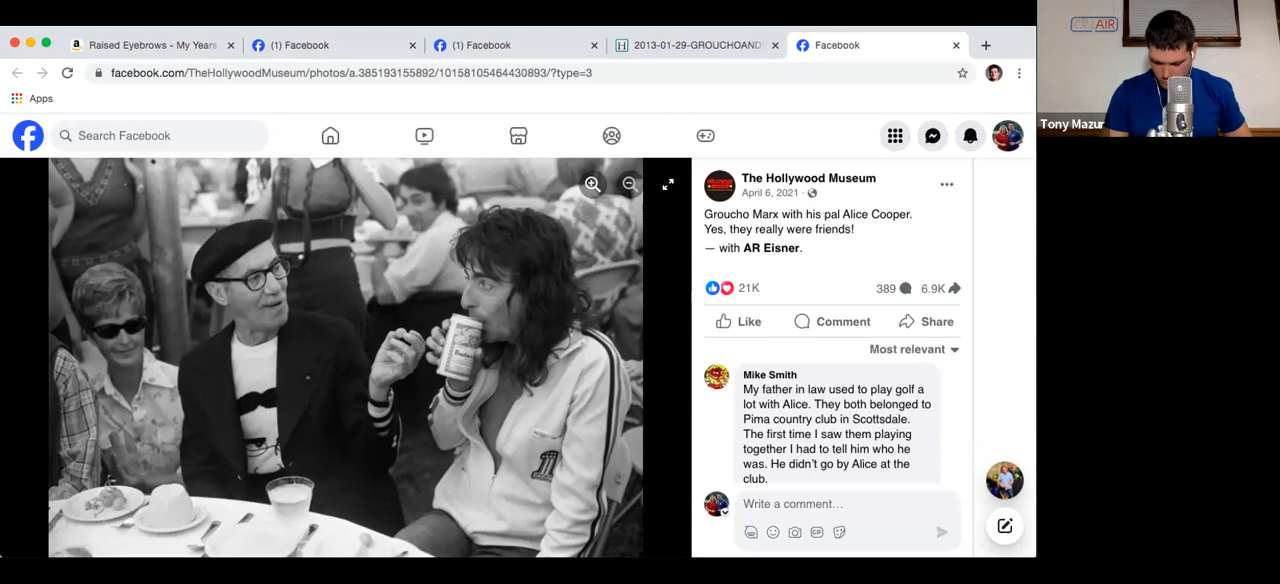 Raised Eyebrows - My Years
(1) Facebook
(1) Facebook
2013-01-29-GROUCHOAND
Facebook
facebook.com/TheHollywoodMuseum/photos/a.385193155892/10158105464430893/?type=3
Apps
Search Facebook
ON AIR
Tony Mazur
The Hollywood Museum
April 6, 2021 ·
Groucho Marx with his pal Alice Cooper.
Yes, they really were friends!
— with AR Eisner.
21K
389
6.9K
Like
Comment
Share
Most relevant
Mike Smith
My father in law used to play golf a
lot with Alice. They both belonged to
Pima country club in Scottsdale.
The first time I saw them playing
together I had to tell him who he
was. He didn't go by Alice at the
club.
Write a comment...
GIF
Budweiser
1